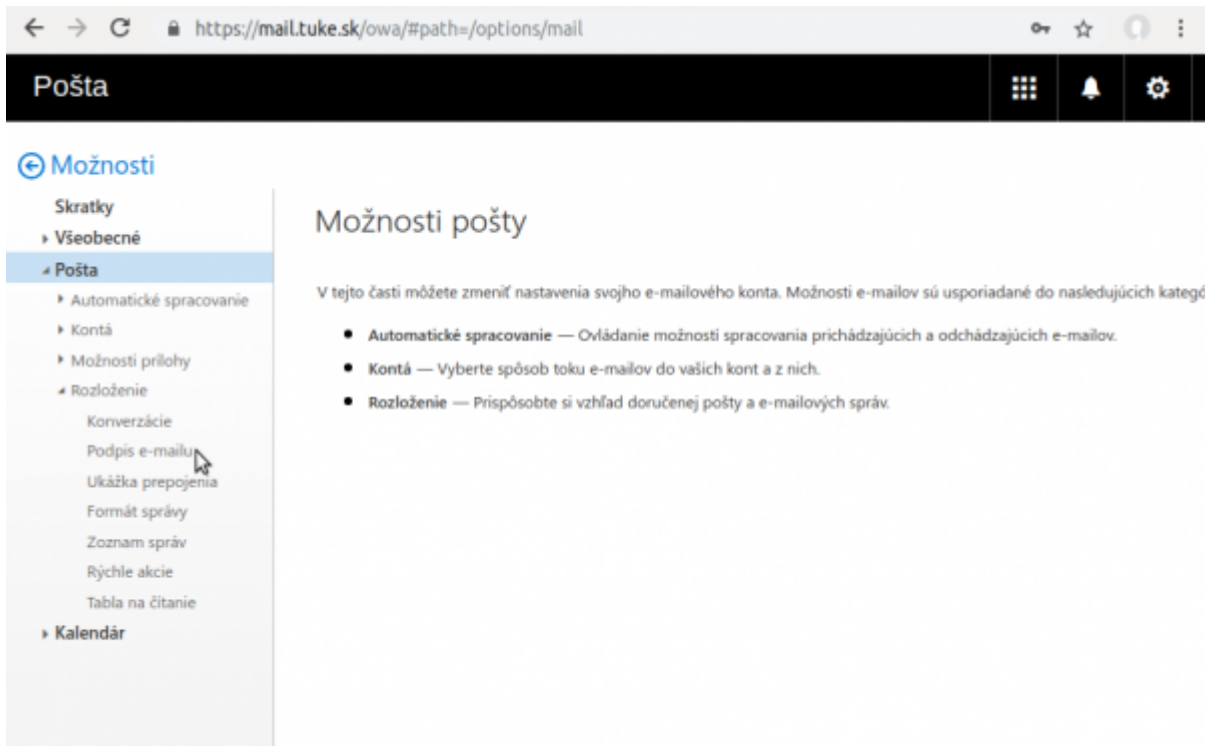 https://mail.tuke.sk/owa/#path=/options/mail
Pošta
Možnosti
Skratky
Všeobecné
Pošta
Automatické spracovanie
Kontá
Možnosti prílohy
Rozloženie
Konverzácie
Podpis e-mailu
Ukážka prepojenia
Formát správy
Zoznam správ
Rýchle akcie
Tabla na čítanie
Kalendár
Možnosti pošty
V tejto časti môžete zmeniť nastavenia svojho e-mailového konta. Možnosti e-mailov sú usporiadané do nasledujúcich kategó
Automatické spracovanie — Ovládanie možností spracovania prichádzajúcich a odchádzajúcich e-mailov.
Kontá — Vyberte spôsob toku e-mailov do vašich kont a z nich.
Rozloženie — Prispôsobte si vzhľad doručenej pošty a e-mailových správ.